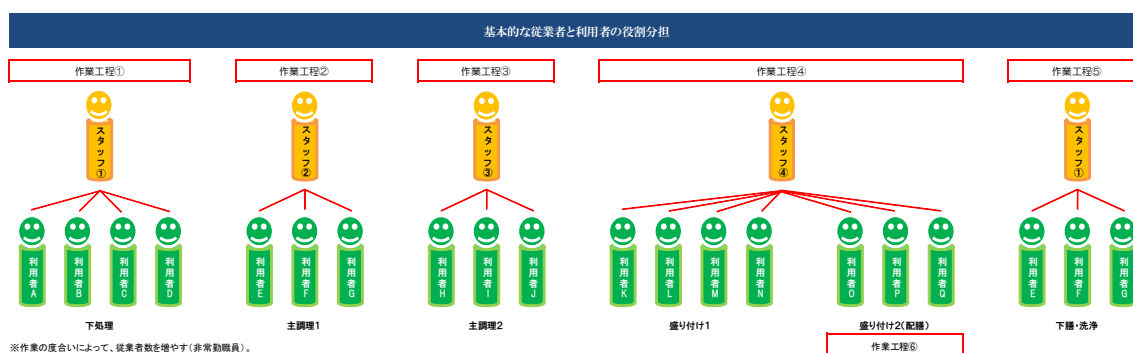 基本的な従業者と利用者の役割分担
作業工程①
作業工程②
作業工程③
作業工程④
作業工程⑤
スタッフ①
スタッフ②
スタッフ③
スタッフ④
スタッフ①
利用者A
利用者B
利用者C
利用者D
利用者E
利用者F
利用者G
利用者H
利用者I
利用者J
利用者K
利用者L
利用者M
利用者N
利用者O
利用者P
利用者Q
利用者E
利用者F
利用者G
下処理
主調理1
主調理2
盛り付け1
盛り付け2(配膳)
下膳・洗浄
※作業の度合いによって、従業者数を増やす(非常勤職員)。
作業工程⑥